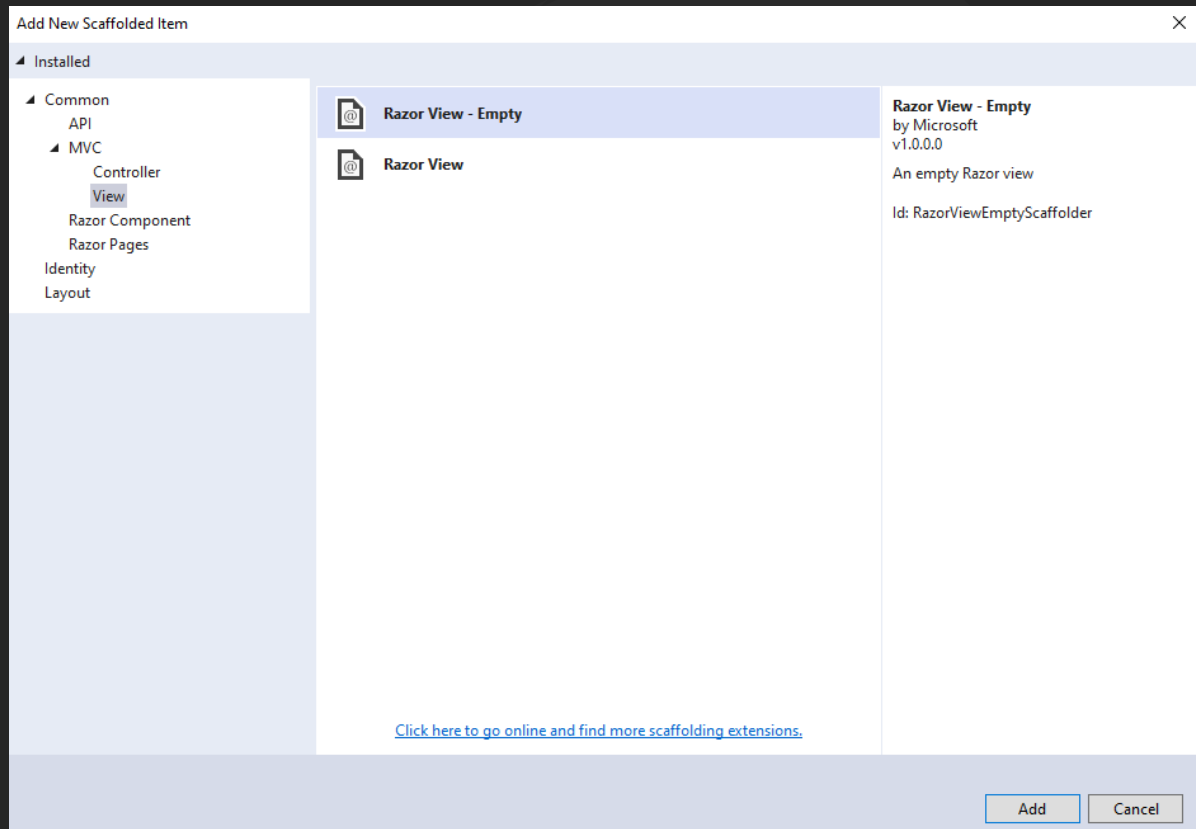 Add New Scaffolded Item
Installed
Common
API
MVC
Controller
View
Razor Component
Razor Pages
Identity
Layout
Razor View - Empty
Razor View
Click here to go online and find more scaffolding extensions.
Razor View - Empty
by Microsoft
v1.0.0.0
An empty Razor view
Id: RazorViewEmptyScaffolder
Add
Cancel